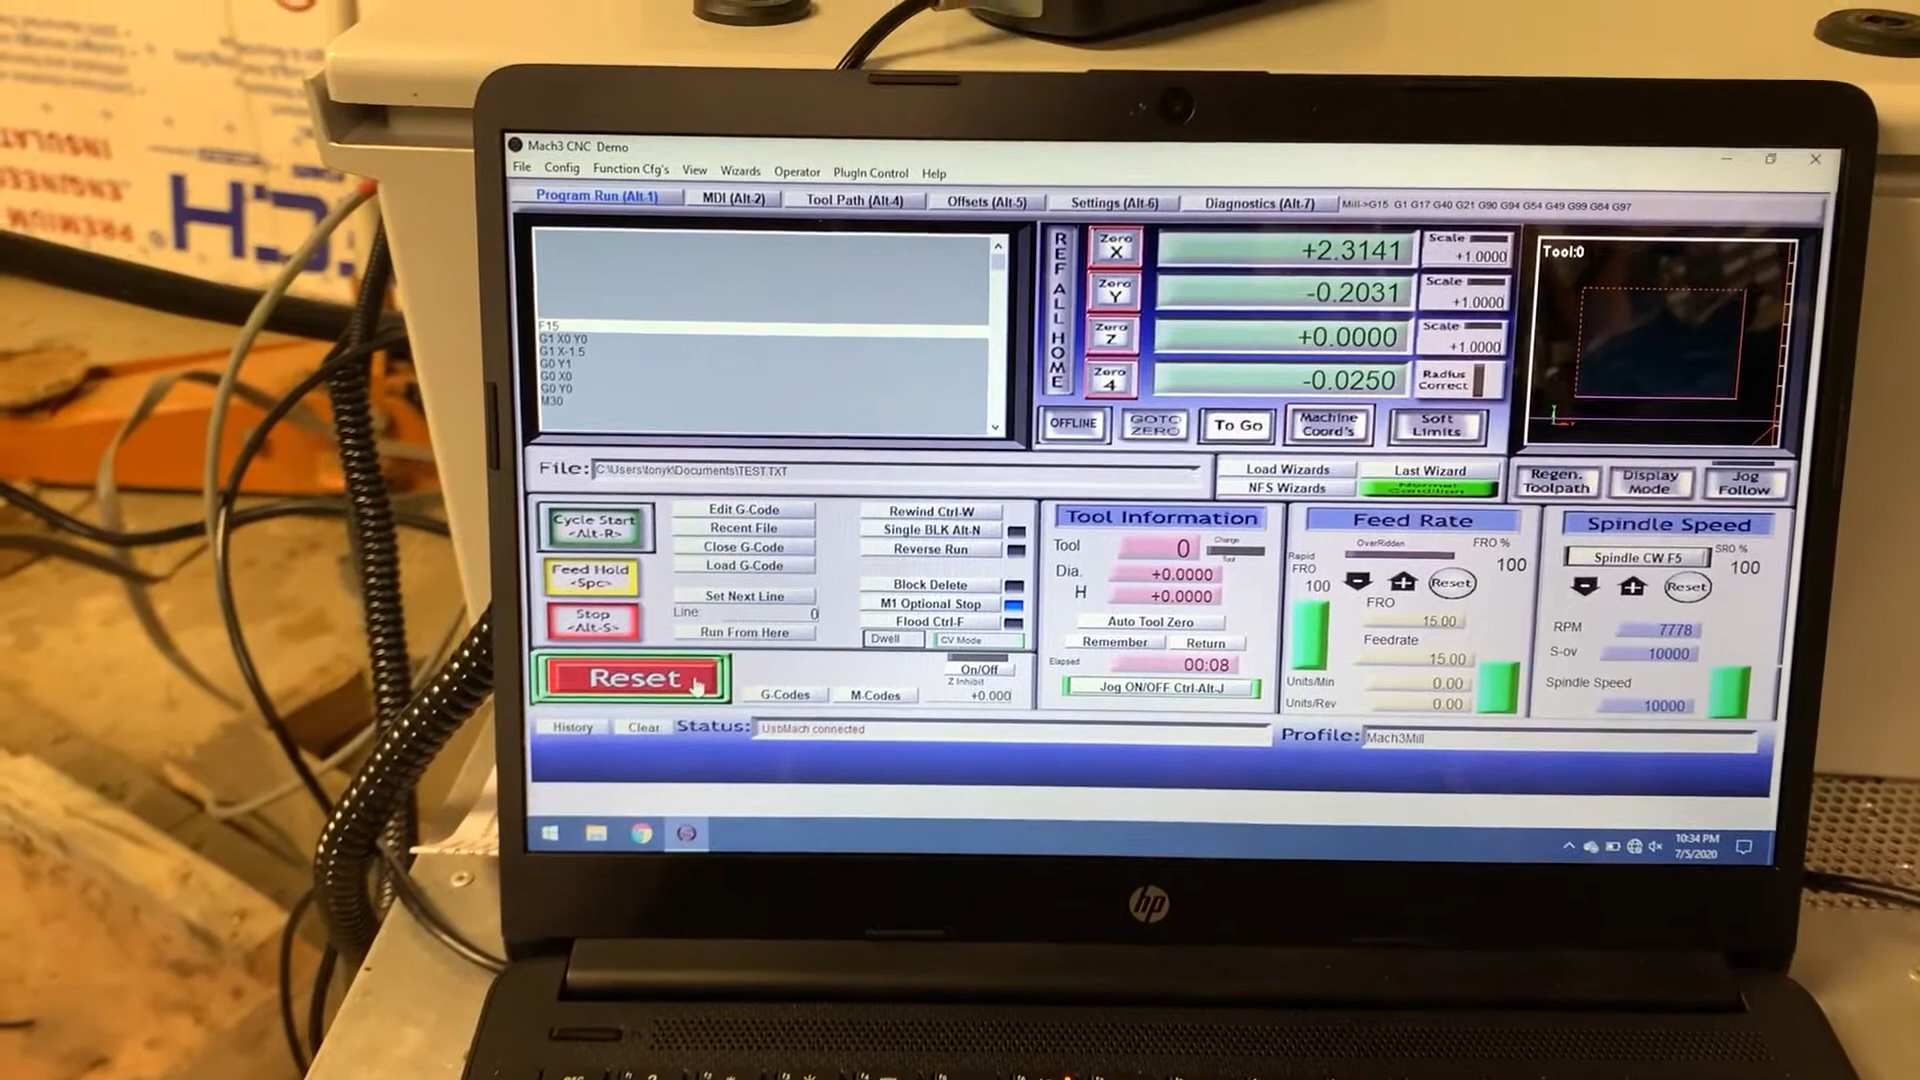 Mach3 CNC Demo
File Config Function Cfg's View Wizards Operator PlugIn Control Help
Program Run (Alt-1) MDI (Alt-2) Tool Path (Alt-4) Offsets (Alt-5) Settings (Alt-6) Diagnostics (Alt-7) Mill->G15 G1 G17 G40 G21 G90 G94 G54 G49 G99 G64 G97
F15
G1 X0 Y0
G1 X-1.5
G0 Y1
G0 X0
G0 Y0
M30
REF ALL HOME
Zero X +2.3141 Scale +1.0000
Zero Y -0.2031 Scale +1.0000
Zero Z +0.0000 Scale +1.0000
Zero 4 -0.0250 Radius Correct
OFFLINE GOTO ZERO To Go Machine Coord's Soft Limits
Tool:0
File: C:\Users\tonyk\Documents\TEST.TXT
Load Wizards Last Wizard
NFS Wizards Normal Condition
Regen. Toolpath Display Mode Jog Follow
Cycle Start <Alt-R>
Feed Hold <Spc>
Stop <Alt-S>
Reset
Edit G-Code
Recent File
Close G-Code
Load G-Code
Set Next Line
Line: 0
Run From Here
Rewind Ctrl-W
Single BLK Alt-N
Reverse Run
Block Delete
M1 Optional Stop
Flood Ctrl-F
Dwell CV Mode
G-Codes M-Codes
On/Off
Z Inhibit
+0.000
Tool Information
Tool 0 Change Tool
Dia. +0.0000
H +0.0000
Auto Tool Zero
Remember Return
Elapsed 00:08
Jog ON/OFF Ctrl-Alt-J
Feed Rate
OverRidden FRO %
Rapid FRO 100
100
Reset
FRO
15.00
Feedrate
15.00
Units/Min 0.00
Units/Rev 0.00
Spindle Speed
Spindle CW F5 SRO %
100
Reset
RPM 7778
S-ov 10000
Spindle Speed
10000
History Clear Status: UsbMach connected Profile: Mach3Mill
10:34 PM
7/5/2020
hp
PREMIUM
ENGINEE
INSULAT